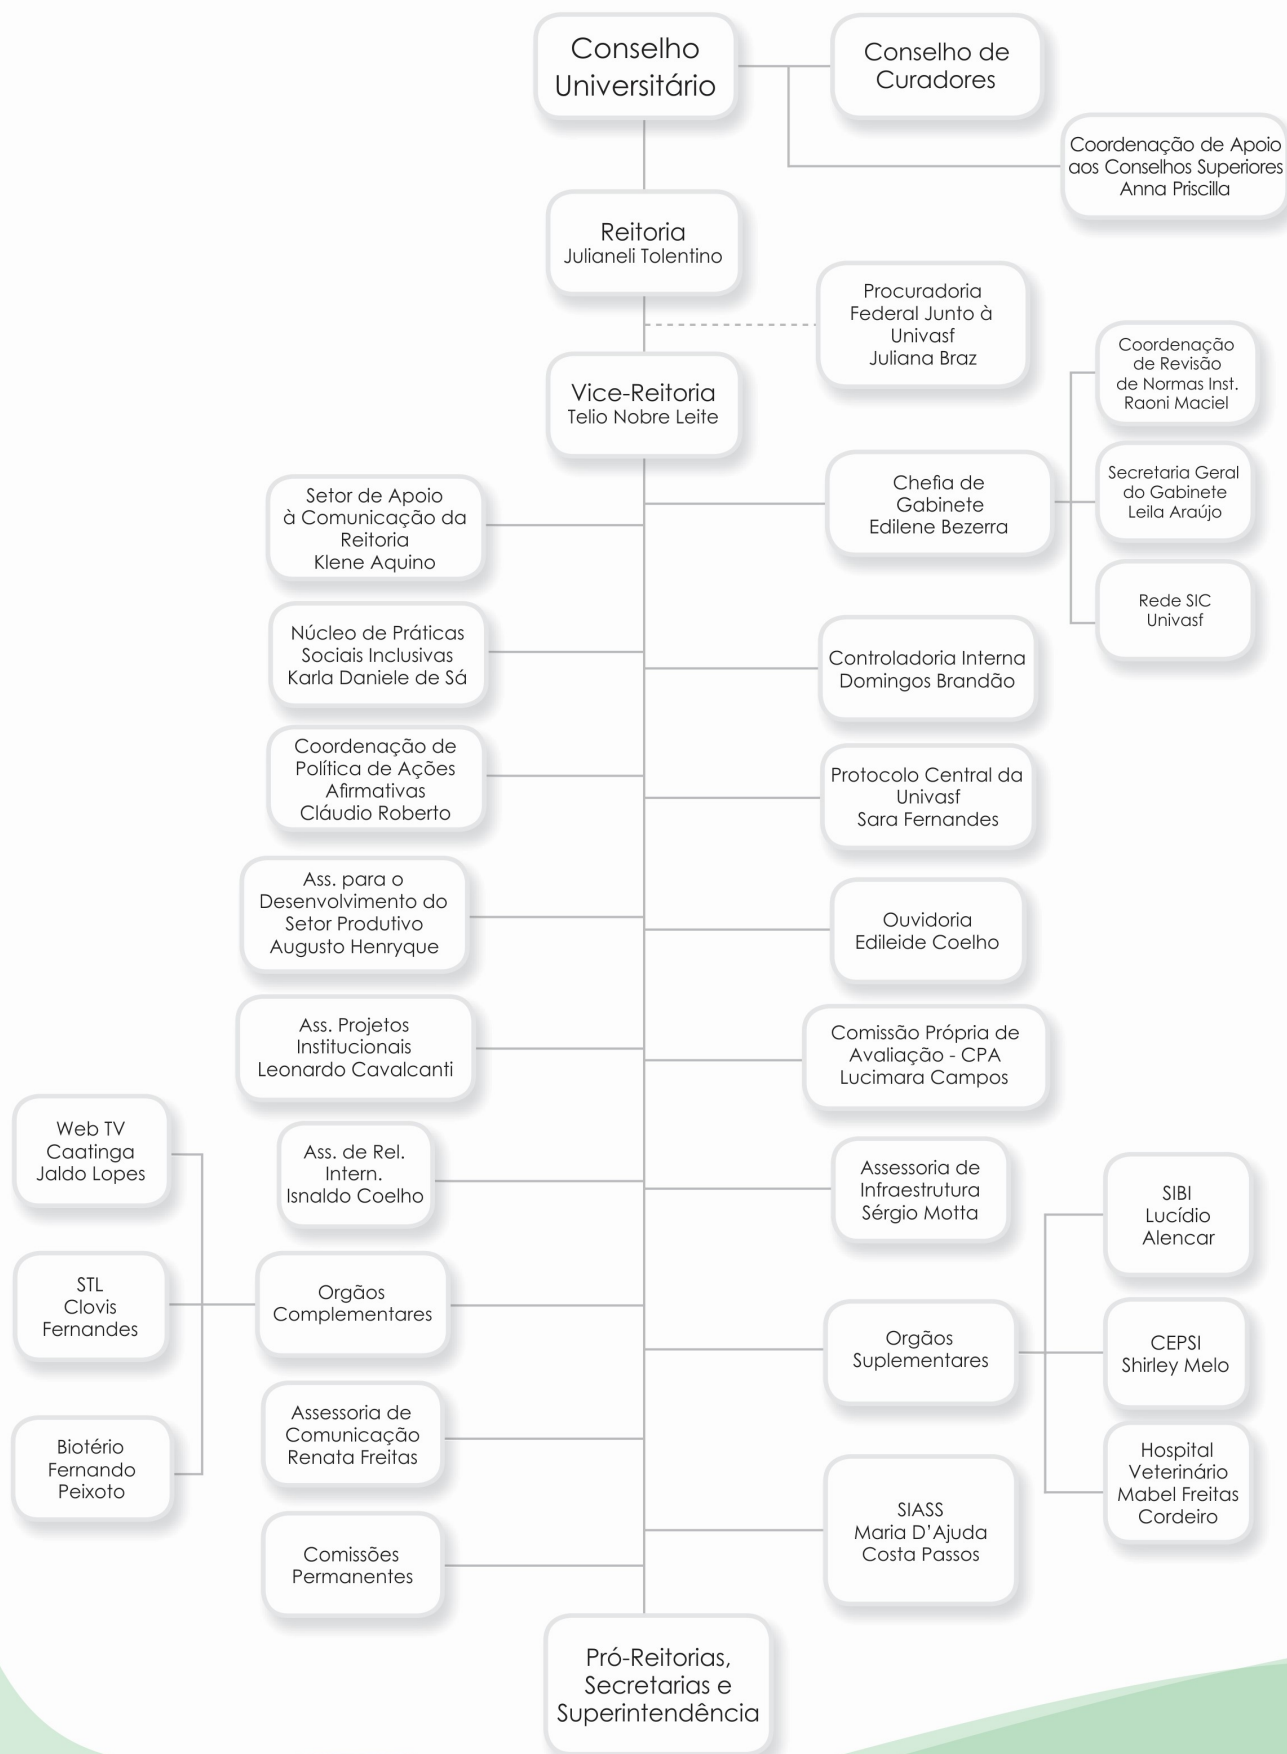 Conselho
Universitário
Conselho de
Curadores
Coordenação de Apoio
aos Conselhos Superiores
Anna Priscilla
Reitoria
Julianeli Tolentino
Procuradoria
Federal Junto à
Univasf
Juliana Braz
Vice-Reitoria
Telio Nobre Leite
Coordenação
de Revisão
de Normas Inst.
Raoni Maciel
Chefia de
Gabinete
Edilene Bezerra
Secretaria Geral
do Gabinete
Leila Araújo
Rede SIC
Univasf
Setor de Apoio
à Comunicação da
Reitoria
Klene Aquino
Núcleo de Práticas
Sociais Inclusivas
Karla Daniele de Sá
Controladoria Interna
Domingos Brandão
Coordenação de
Política de Ações
Afirmativas
Cláudio Roberto
Protocolo Central da
Univasf
Sara Fernandes
Ass. para o
Desenvolvimento do
Setor Produtivo
Augusto Henryque
Ouvidoria
Edileide Coelho
Ass. Projetos
Institucionais
Leonardo Cavalcanti
Comissão Própria de
Avaliação - CPA
Lucimara Campos
Web TV
Caatinga
Jaldo Lopes
Ass. de Rel.
Intern.
Isnaldo Coelho
Assessoria de
Infraestrutura
Sérgio Motta
SIBI
Lucídio
Alencar
STL
Clovis
Fernandes
Orgãos
Complementares
Orgãos
Suplementares
CEPSI
Shirley Melo
Biotério
Fernando
Peixoto
Assessoria de
Comunicação
Renata Freitas
Hospital
Veterinário
Mabel Freitas
Cordeiro
SIASS
Maria D'Ajuda
Costa Passos
Comissões
Permanentes
Pró-Reitorias,
Secretarias e
Superintendência